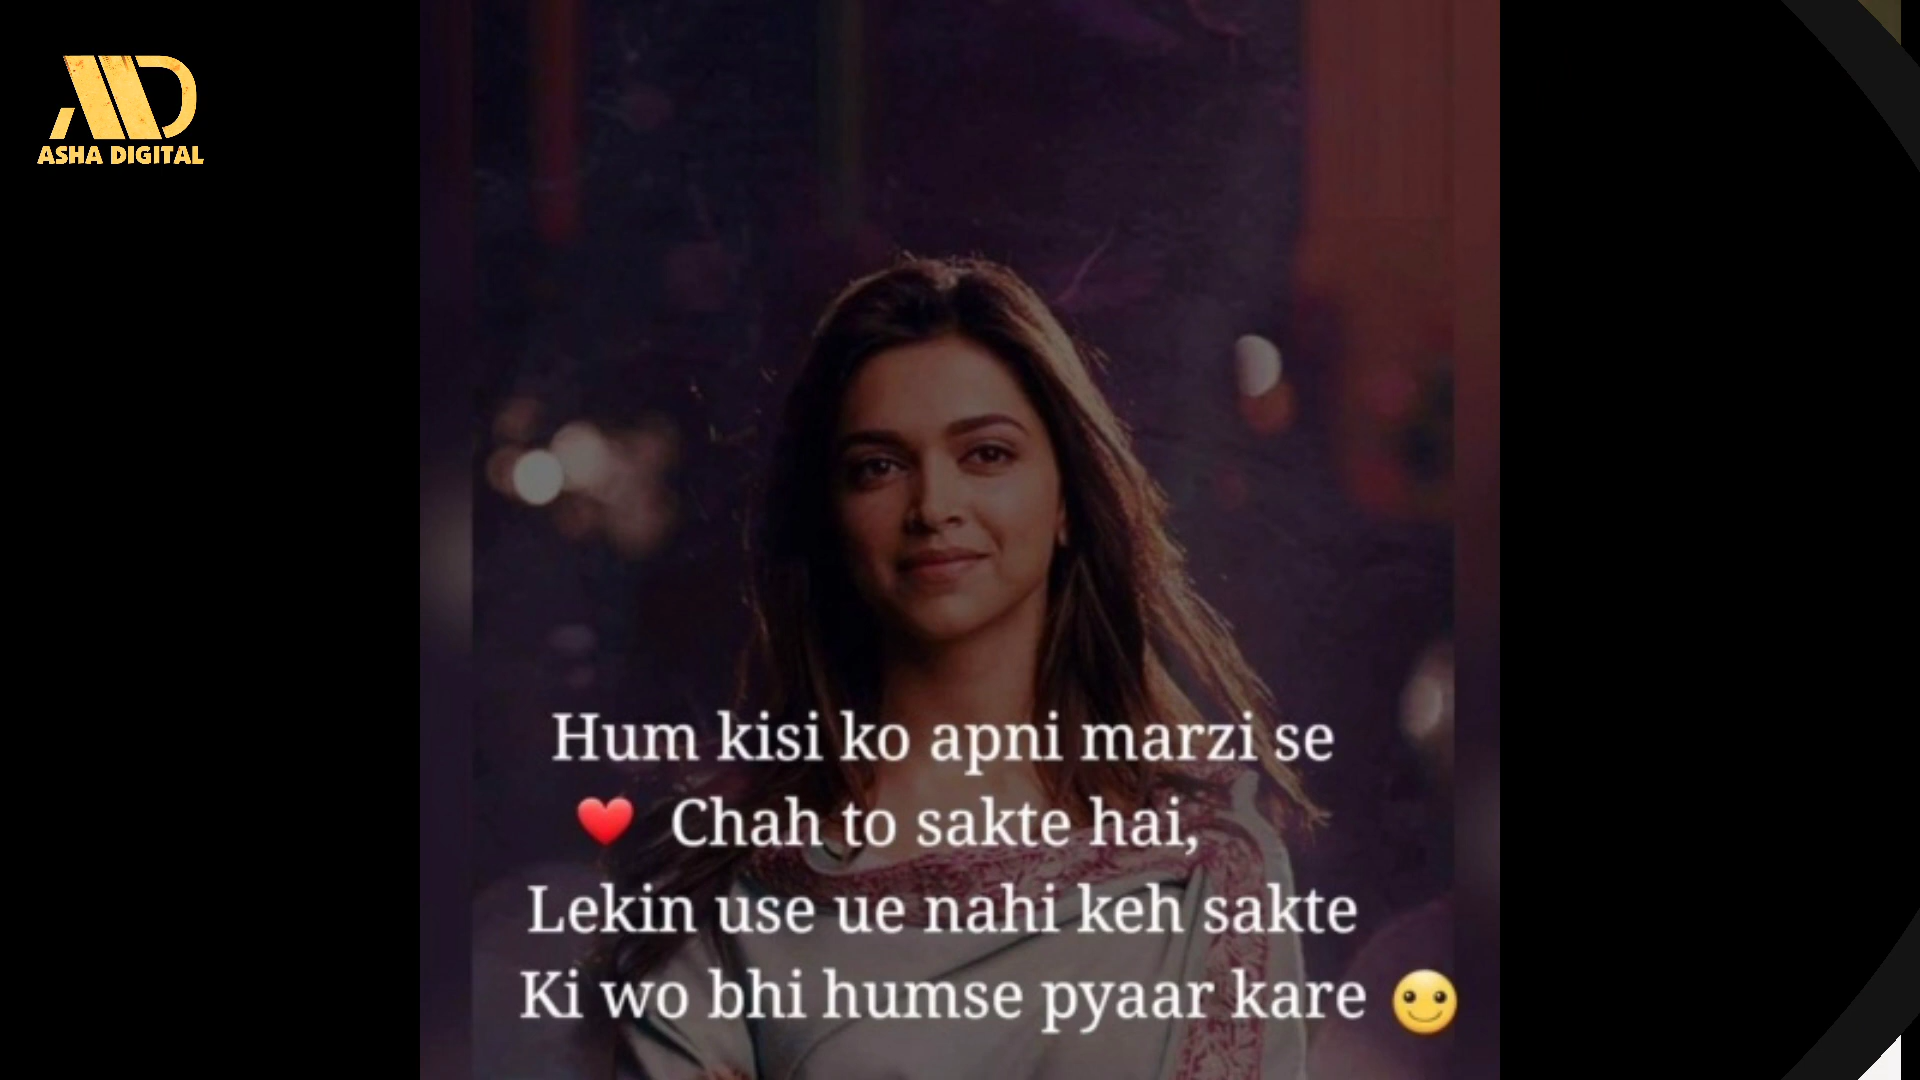 ASHA DIGITAL
Hum kisi ko apni marzi se
❤️ Chah to sakte hai,
Lekin use ue nahi keh sakte
Ki wo bhi humse pyaar kare 🙂